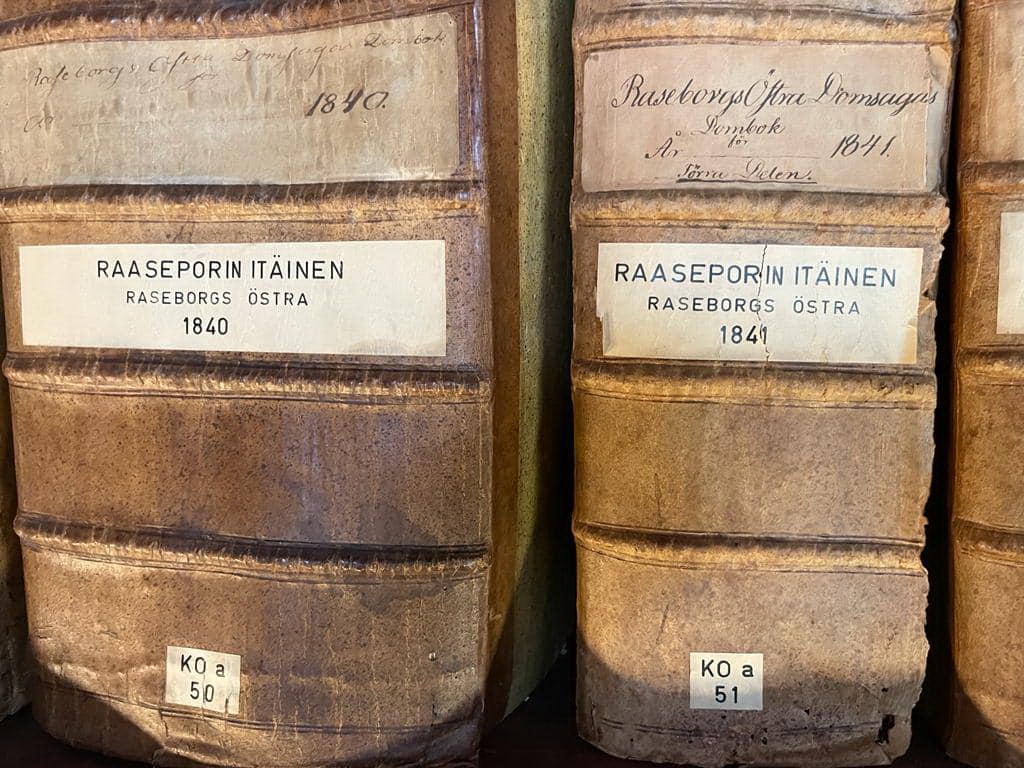 Raseborgs Östra Domsagas Dombok
för
1840.
RAASEPORIN ITÄINEN
RASEBORGS ÖSTRA
1840
KO a
50
Raseborgs Östra Domsagas
Dombok
för
År 1841.
Delen.
RAASEPORIN ITÄINEN
RASEBORGS ÖSTRA
1841
KO a
51